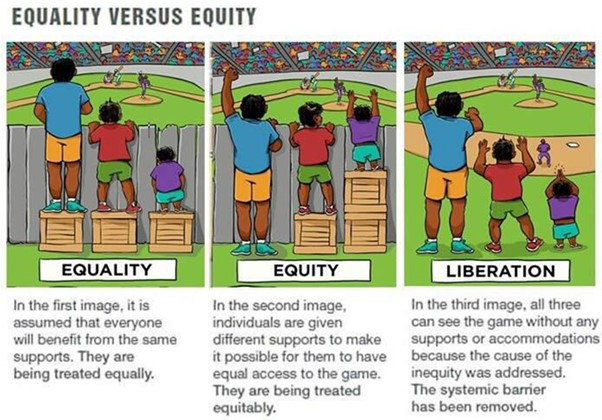 EQUALITY VERSUS EQUITY
EQUALITY
In the first image, it is
assumed that everyone
will benefit from the same
supports. They are
being treated equally.
EQUITY
In the second image,
individuals are given
different supports to make
it possible for them to have
equal access to the game.
They are being treated
equitably.
LIBERATION
In the third image, all three
can see the game without any
supports or accommodations
because the cause of the
inequity was addressed.
The systemic barrier
has been removed.